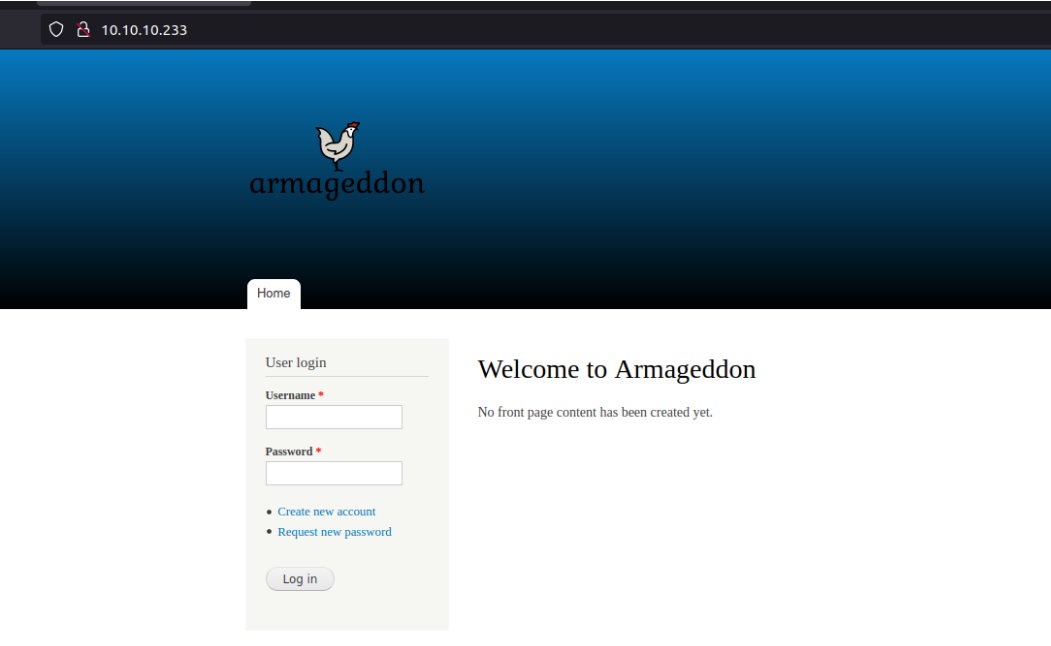 10.10.10.233
armageddon
Home
User login
Username *
Password *
Create new account
Request new password
Log in
Welcome to Armageddon
No front page content has been created yet.